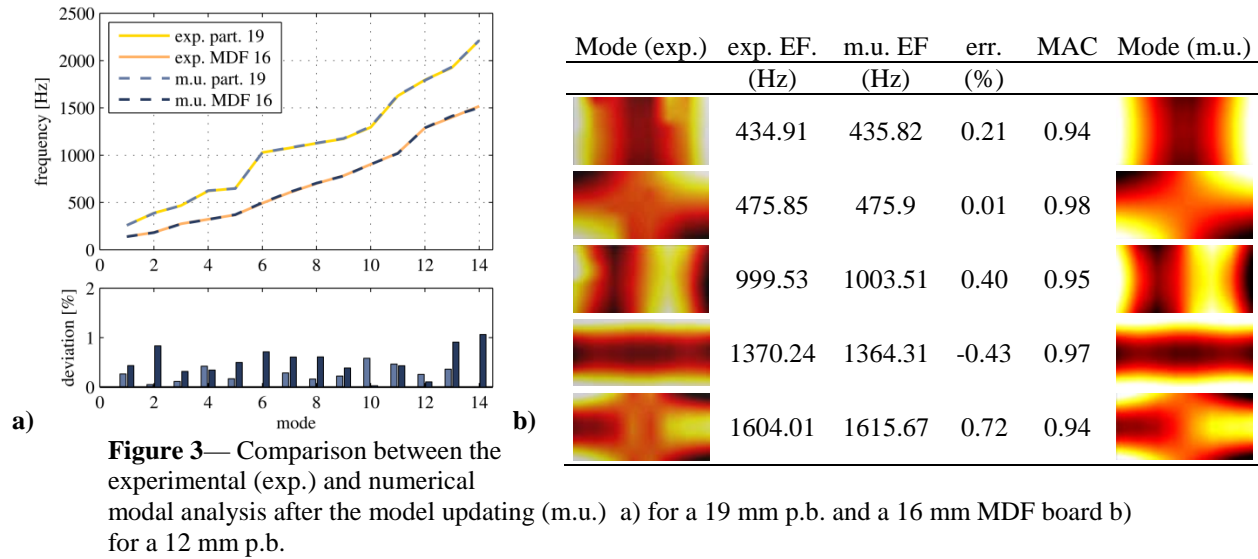 2500
2000
1500
1000
500
0
frequency [Hz]
exp. part. 19
exp. MDF 16
m.u. part. 19
m.u. MDF 16
0 2 4 6 8 10 12 14
2
1
0
deviation [%]
0 2 4 6 8 10 12 14
mode
a)
b)
Mode (exp.) exp. EF. m.u. EF err. MAC Mode (m.u.)
(Hz) (Hz) (%)
434.91 435.82 0.21 0.94
475.85 475.9 0.01 0.98
999.53 1003.51 0.40 0.95
1370.24 1364.31 -0.43 0.97
1604.01 1615.67 0.72 0.94
Figure 3— Comparison between the
experimental (exp.) and numerical
modal analysis after the model updating (m.u.) a) for a 19 mm p.b. and a 16 mm MDF board b)
for a 12 mm p.b.